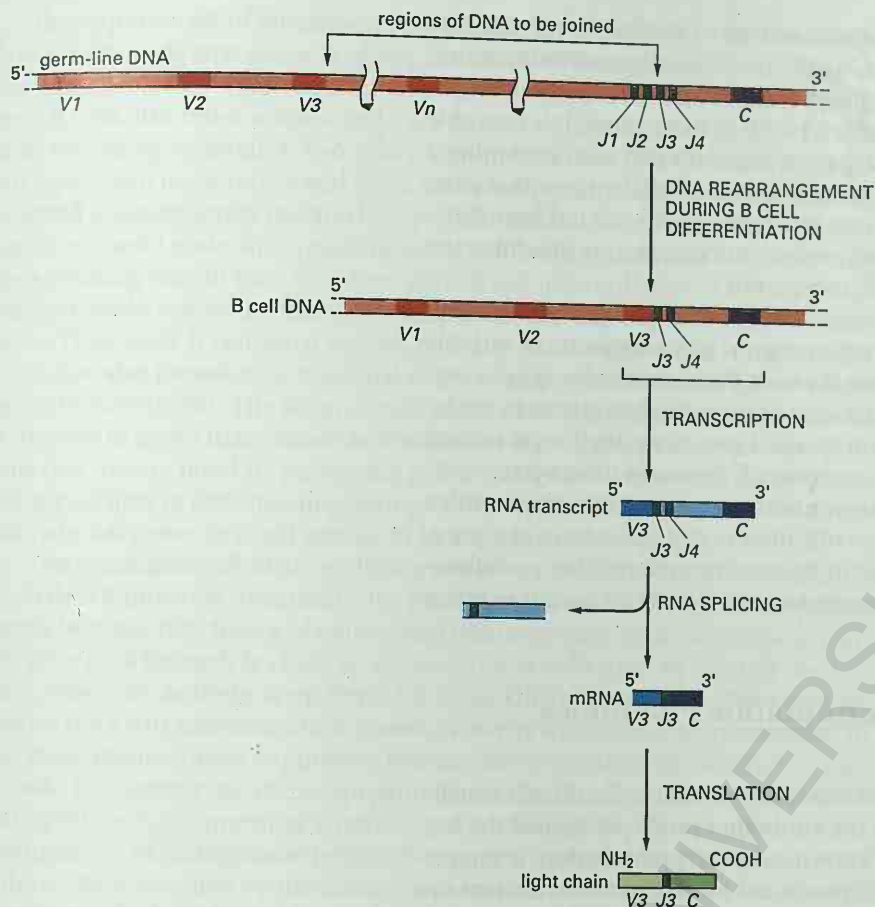 regions of DNA to be joined
germ-line DNA
5' 3'
V1 V2 V3 Vn C
J1 J2 J3 J4
DNA REARRANGEMENT
DURING B CELL
DIFFERENTIATION
5' 3'
B cell DNA
V1 V2 V3 C
J3 J4
TRANSCRIPTION
5' 3'
RNA transcript
V3 C
J3 J4
RNA SPLICING
5' 3'
mRNA
V3 J3 C
TRANSLATION
NH2 COOH
light chain
V3 J3 C